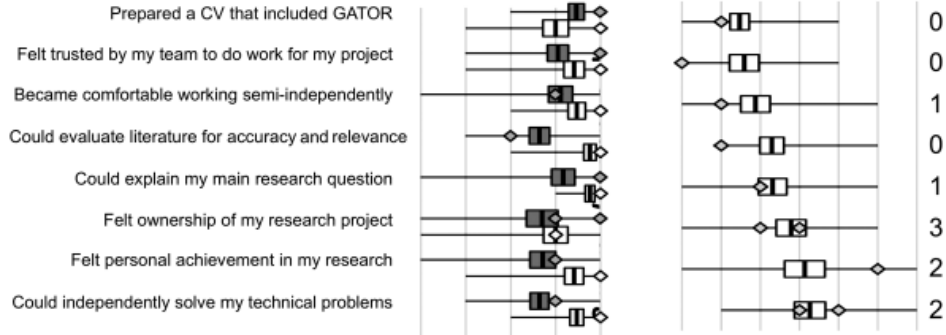 Prepared a CV that included GATOR 0
Felt trusted by my team to do work for my project 0
Became comfortable working semi-independently 1
Could evaluate literature for accuracy and relevance 0
Could explain my main research question 1
Felt ownership of my research project 3
Felt personal achievement in my research 2
Could independently solve my technical problems 2